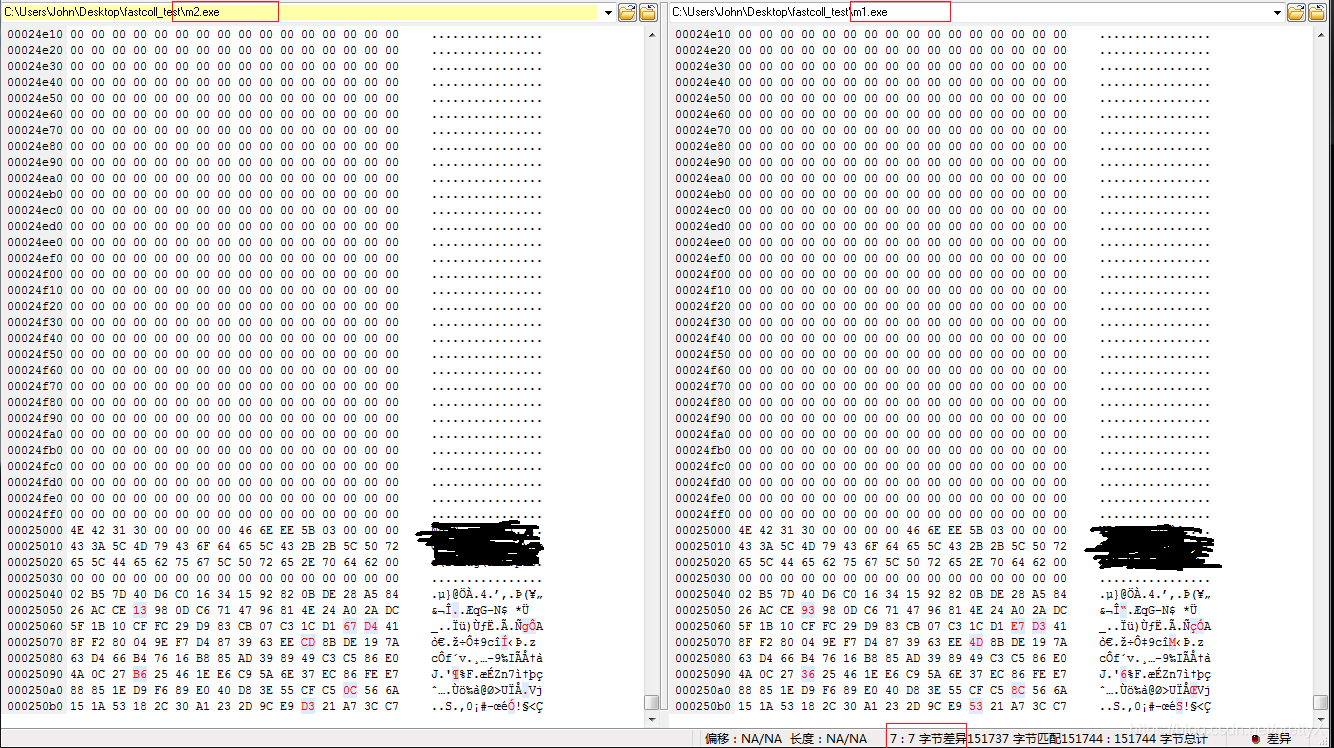 C:\Users\John\Desktop\fastcoll_test\m2.exe
00024e10 00 00 00 00 00 00 00 00 00 00 00 00 00 00 00 00 ................
00024e20 00 00 00 00 00 00 00 00 00 00 00 00 00 00 00 00 ................
00024e30 00 00 00 00 00 00 00 00 00 00 00 00 00 00 00 00 ................
00024e40 00 00 00 00 00 00 00 00 00 00 00 00 00 00 00 00 ................
00024e50 00 00 00 00 00 00 00 00 00 00 00 00 00 00 00 00 ................
00024e60 00 00 00 00 00 00 00 00 00 00 00 00 00 00 00 00 ................
00024e70 00 00 00 00 00 00 00 00 00 00 00 00 00 00 00 00 ................
00024e80 00 00 00 00 00 00 00 00 00 00 00 00 00 00 00 00 ................
00024e90 00 00 00 00 00 00 00 00 00 00 00 00 00 00 00 00 ................
00024ea0 00 00 00 00 00 00 00 00 00 00 00 00 00 00 00 00 ................
00024eb0 00 00 00 00 00 00 00 00 00 00 00 00 00 00 00 00 ................
00024ec0 00 00 00 00 00 00 00 00 00 00 00 00 00 00 00 00 ................
00024ed0 00 00 00 00 00 00 00 00 00 00 00 00 00 00 00 00 ................
00024ee0 00 00 00 00 00 00 00 00 00 00 00 00 00 00 00 00 ................
00024ef0 00 00 00 00 00 00 00 00 00 00 00 00 00 00 00 00 ................
00024f00 00 00 00 00 00 00 00 00 00 00 00 00 00 00 00 00 ................
00024f10 00 00 00 00 00 00 00 00 00 00 00 00 00 00 00 00 ................
00024f20 00 00 00 00 00 00 00 00 00 00 00 00 00 00 00 00 ................
00024f30 00 00 00 00 00 00 00 00 00 00 00 00 00 00 00 00 ................
00024f40 00 00 00 00 00 00 00 00 00 00 00 00 00 00 00 00 ................
00024f50 00 00 00 00 00 00 00 00 00 00 00 00 00 00 00 00 ................
00024f60 00 00 00 00 00 00 00 00 00 00 00 00 00 00 00 00 ................
00024f70 00 00 00 00 00 00 00 00 00 00 00 00 00 00 00 00 ................
00024f80 00 00 00 00 00 00 00 00 00 00 00 00 00 00 00 00 ................
00024f90 00 00 00 00 00 00 00 00 00 00 00 00 00 00 00 00 ................
00024fa0 00 00 00 00 00 00 00 00 00 00 00 00 00 00 00 00 ................
00024fb0 00 00 00 00 00 00 00 00 00 00 00 00 00 00 00 00 ................
00024fc0 00 00 00 00 00 00 00 00 00 00 00 00 00 00 00 00 ................
00024fd0 00 00 00 00 00 00 00 00 00 00 00 00 00 00 00 00 ................
00024fe0 00 00 00 00 00 00 00 00 00 00 00 00 00 00 00 00 ................
00024ff0 00 00 00 00 00 00 00 00 00 00 00 00 00 00 00 00 ................
00025000 4E 42 31 30 00 00 00 00 46 6E EE 5B 03 00 00 00
00025010 43 3A 5C 4D 79 43 6F 64 65 5C 43 2B 2B 5C 50 72
00025020 65 5C 44 65 62 75 67 5C 50 72 65 2E 70 64 62 00
00025030 00 00 00 00 00 00 00 00 00 00 00 00 00 00 00 00 ................
00025040 02 B5 7D 40 D6 C0 16 34 15 92 82 0B DE 28 A5 84 .µ}@ÖÀ.4.’‚.Þ(¥„
00025050 26 AC CE 13 98 0D C6 71 47 96 81 4E 24 A0 2A DC &¬Î..ÆqG–N$ *Ü
00025060 5F 1B 10 CF FC 29 D9 83 CB 07 C3 1C D1 67 D4 41 _..Ïü)ÙƒË.Ã.ÑgÔA
00025070 8F F2 80 04 9E F7 D4 87 39 63 EE CD 8B DE 19 7A ò€.ž÷Ô‡9cîÍ‹Þ.z
00025080 63 D4 66 B4 76 16 B8 85 AD 39 89 49 C3 C5 86 E0 cÔf´v.¸…-9‰IÃÅ†à
00025090 4A 0C 27 B6 25 46 1E E6 C9 5A 6E 37 EC 86 FE E7 J.'¶%F.æÉZn7ì†þç
000250a0 88 85 1E D9 F6 89 E0 40 D8 3E 55 CF C5 0C 56 6A ˆ….Ùö‰à@Ø>UÏÅ.Vj
000250b0 15 1A 53 18 2C 30 A1 23 2D 9C E9 D3 21 A7 3C C7 ..S.,0¡#-œéÓ!§<Ç
C:\Users\John\Desktop\fastcoll_test\m1.exe
00024e10 00 00 00 00 00 00 00 00 00 00 00 00 00 00 00 00 ................
00024e20 00 00 00 00 00 00 00 00 00 00 00 00 00 00 00 00 ................
00024e30 00 00 00 00 00 00 00 00 00 00 00 00 00 00 00 00 ................
00024e40 00 00 00 00 00 00 00 00 00 00 00 00 00 00 00 00 ................
00024e50 00 00 00 00 00 00 00 00 00 00 00 00 00 00 00 00 ................
00024e60 00 00 00 00 00 00 00 00 00 00 00 00 00 00 00 00 ................
00024e70 00 00 00 00 00 00 00 00 00 00 00 00 00 00 00 00 ................
00024e80 00 00 00 00 00 00 00 00 00 00 00 00 00 00 00 00 ................
00024e90 00 00 00 00 00 00 00 00 00 00 00 00 00 00 00 00 ................
00024ea0 00 00 00 00 00 00 00 00 00 00 00 00 00 00 00 00 ................
00024eb0 00 00 00 00 00 00 00 00 00 00 00 00 00 00 00 00 ................
00024ec0 00 00 00 00 00 00 00 00 00 00 00 00 00 00 00 00 ................
00024ed0 00 00 00 00 00 00 00 00 00 00 00 00 00 00 00 00 ................
00024ee0 00 00 00 00 00 00 00 00 00 00 00 00 00 00 00 00 ................
00024ef0 00 00 00 00 00 00 00 00 00 00 00 00 00 00 00 00 ................
00024f00 00 00 00 00 00 00 00 00 00 00 00 00 00 00 00 00 ................
00024f10 00 00 00 00 00 00 00 00 00 00 00 00 00 00 00 00 ................
00024f20 00 00 00 00 00 00 00 00 00 00 00 00 00 00 00 00 ................
00024f30 00 00 00 00 00 00 00 00 00 00 00 00 00 00 00 00 ................
00024f40 00 00 00 00 00 00 00 00 00 00 00 00 00 00 00 00 ................
00024f50 00 00 00 00 00 00 00 00 00 00 00 00 00 00 00 00 ................
00024f60 00 00 00 00 00 00 00 00 00 00 00 00 00 00 00 00 ................
00024f70 00 00 00 00 00 00 00 00 00 00 00 00 00 00 00 00 ................
00024f80 00 00 00 00 00 00 00 00 00 00 00 00 00 00 00 00 ................
00024f90 00 00 00 00 00 00 00 00 00 00 00 00 00 00 00 00 ................
00024fa0 00 00 00 00 00 00 00 00 00 00 00 00 00 00 00 00 ................
00024fb0 00 00 00 00 00 00 00 00 00 00 00 00 00 00 00 00 ................
00024fc0 00 00 00 00 00 00 00 00 00 00 00 00 00 00 00 00 ................
00024fd0 00 00 00 00 00 00 00 00 00 00 00 00 00 00 00 00 ................
00024fe0 00 00 00 00 00 00 00 00 00 00 00 00 00 00 00 00 ................
00024ff0 00 00 00 00 00 00 00 00 00 00 00 00 00 00 00 00 ................
00025000 4E 42 31 30 00 00 00 00 46 6E EE 5B 03 00 00 00
00025010 43 3A 5C 4D 79 43 6F 64 65 5C 43 2B 2B 5C 50 72
00025020 65 5C 44 65 62 75 67 5C 50 72 65 2E 70 64 62 00
00025030 00 00 00 00 00 00 00 00 00 00 00 00 00 00 00 00 ................
00025040 02 B5 7D 40 D6 C0 16 34 15 92 82 0B DE 28 A5 84 .µ}@ÖÀ.4.’‚.Þ(¥„
00025050 26 AC CE 93 98 0D C6 71 47 96 81 4E 24 A0 2A DC &¬Î“.ÆqG–N$ *Ü
00025060 5F 1B 10 CF FC 29 D9 83 CB 07 C3 1C D1 E7 D3 41 _..Ïü)ÙƒË.Ã.ÑçÓA
00025070 8F F2 80 04 9E F7 D4 87 39 63 EE 4D 8B DE 19 7A ò€.ž÷Ô‡9cîM‹Þ.z
00025080 63 D4 66 B4 76 16 B8 85 AD 39 89 49 C3 C5 86 E0 cÔf´v.¸…-9‰IÃÅ†à
00025090 4A 0C 27 36 25 46 1E E6 C9 5A 6E 37 EC 86 FE E7 J.'6%F.æÉZn7ì†þç
000250a0 88 85 1E D9 F6 89 E0 40 D8 3E 55 CF C5 8C 56 6A ˆ….Ùö‰à@Ø>UÏÅŒVj
000250b0 15 1A 53 18 2C 30 A1 23 2D 9C E9 53 21 A7 3C C7 ..S.,0¡#-œéS!§<Ç
偏移：NA/NA 长度：NA/NA 7：7 字节差异151737 字节匹配151744：151744 字节总计 差异